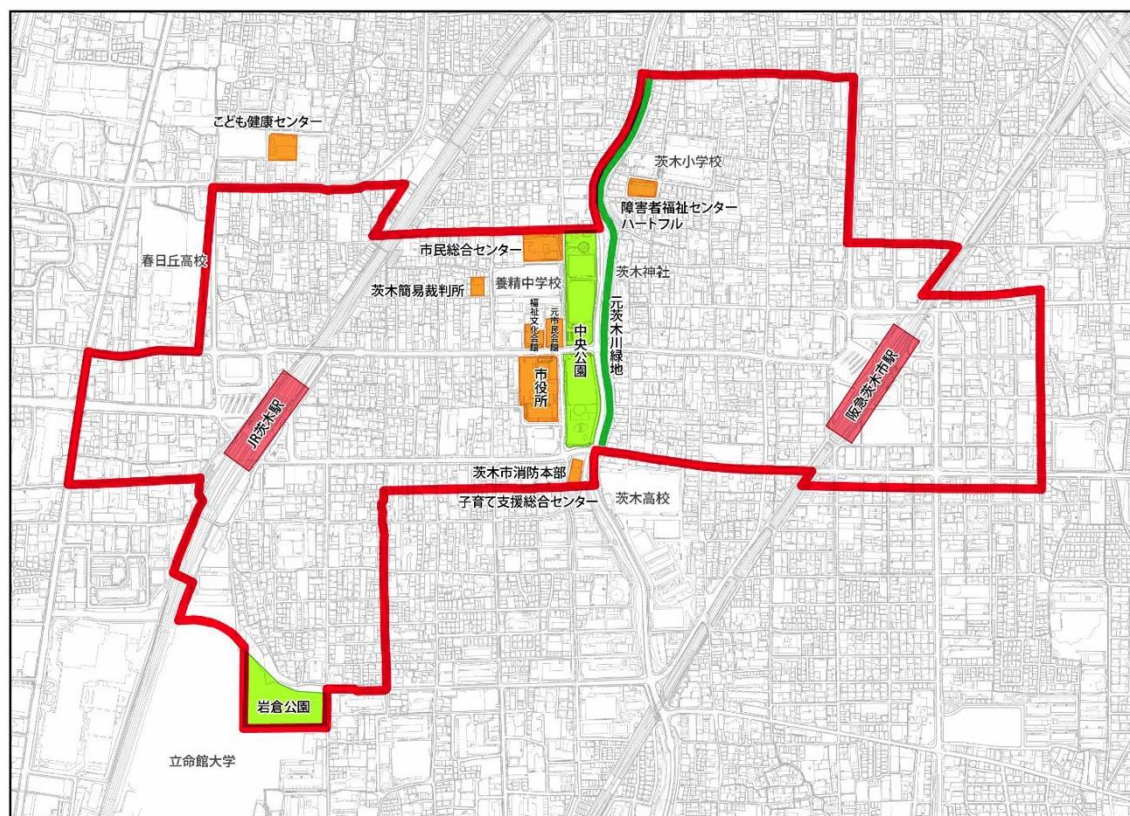 こども健康センター
茨木小学校
障害者福祉センター
ハートフル
市民総合センター
春日丘高校
養精中学校
茨木神社
茨木簡易裁判所
福祉文化会館
元市民会館
中央公園
元茨木川緑地
市役所
JR茨木駅
阪急茨木市駅
茨木市消防本部
子育て支援総合センター
茨木高校
岩倉公園
立命館大学